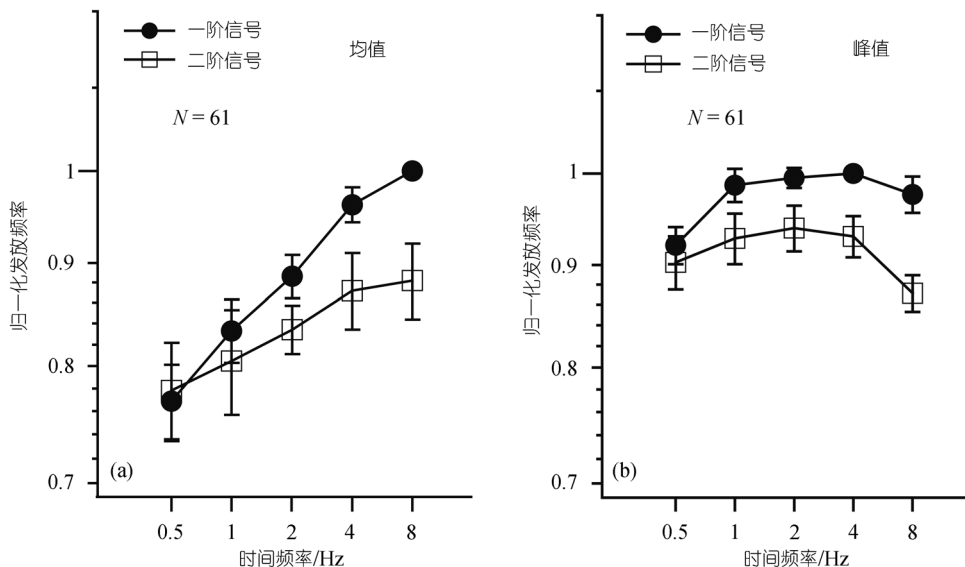 一阶信号
二阶信号
均值
N = 61
1
0.9
0.8
0.7
归一化发放频率
(a)
0.5 1 2 4 8
时间频率/Hz
一阶信号
二阶信号
峰值
N = 61
1
0.9
0.8
0.7
归一化发放频率
(b)
0.5 1 2 4 8
时间频率/Hz